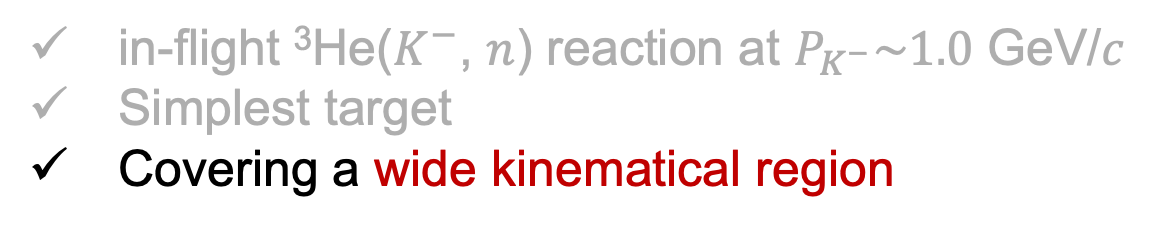 ✓ in-flight ³He(K⁻, n) reaction at P_K⁻~1.0 GeV/c
✓ Simplest target
✓ Covering a wide kinematical region